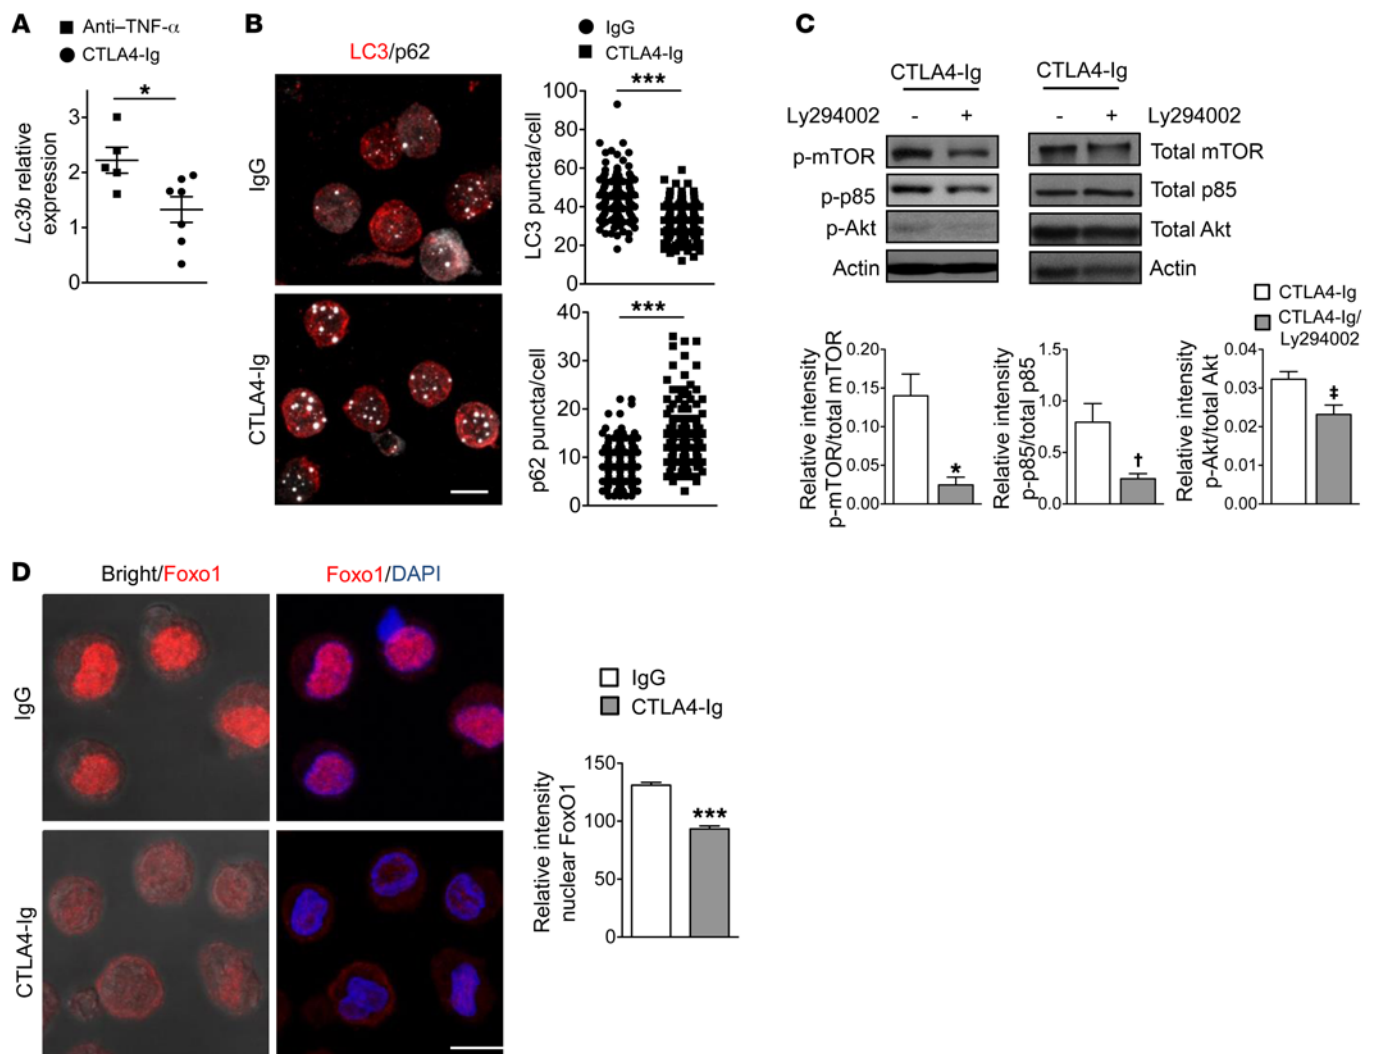 A
Anti–TNF-α
CTLA4-Ig
*
3
2
1
0
Lc3b relative
expression
B
LC3/p62
IgG
CTLA4-Ig
IgG
CTLA4-Ig
***
100
80
60
40
20
0
LC3 puncta/cell
***
40
30
20
10
0
p62 puncta/cell
C
CTLA4-Ig
CTLA4-Ig
Ly294002
-
+
-
+
Ly294002
p-mTOR
Total mTOR
p-p85
Total p85
p-Akt
Total Akt
Actin
Actin
CTLA4-Ig
CTLA4-Ig/
Ly294002
0.20
0.15
0.10
0.05
0.00
Relative intensity
p-mTOR/total mTOR
*
1.5
1.0
0.5
0.0
Relative intensity
p-p85/total p85
†
0.04
0.03
0.02
0.01
0.00
Relative intensity
p-Akt/total Akt
‡
D
Bright/Foxo1
Foxo1/DAPI
IgG
CTLA4-Ig
IgG
CTLA4-Ig
150
100
50
0
Relative intensity
nuclear FoxO1
***